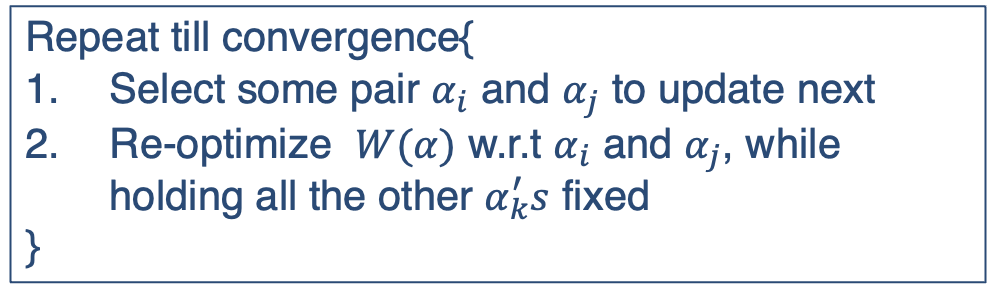 Repeat till convergence{
1. Select some pair αᵢ and αⱼ to update next
2. Re-optimize W(α) w.r.t αᵢ and αⱼ, while
holding all the other α′ₖs fixed
}